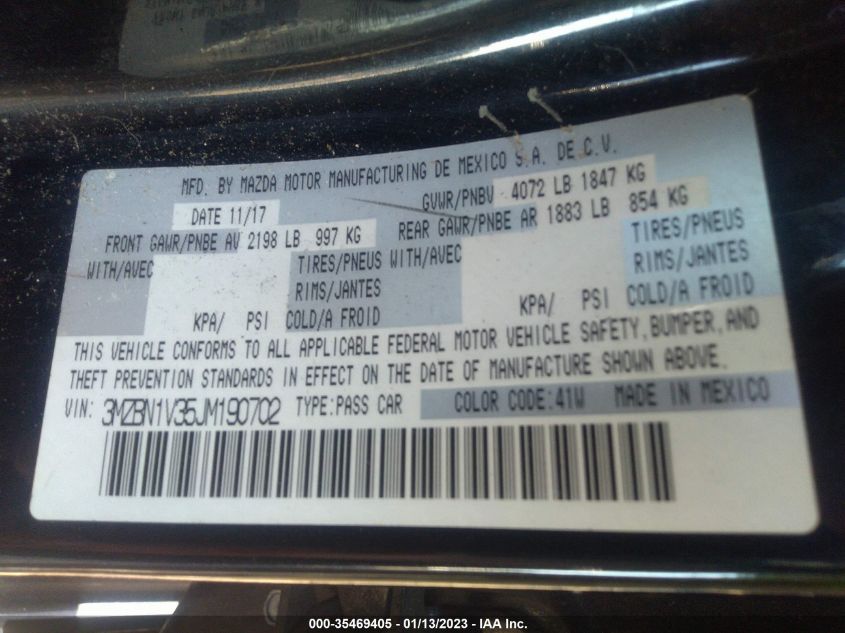 MFD. BY MAZDA MOTOR MANUFACTURING DE MEXICO S.A. DE C.V.
DATE 11/17 GVWR/PNBV 4072 LB 1847 KG
FRONT GAWR/PNBE AV 2198 LB 997 KG REAR GAWR/PNBE AR 1883 LB 854 KG
WITH/AVEC TIRES/PNEUS WITH/AVEC TIRES/PNEUS
RIMS/JANTES RIMS/JANTES
KPA/ PSI COLD/A FROID KPA/ PSI COLD/A FROID
THIS VEHICLE CONFORMS TO ALL APPLICABLE FEDERAL MOTOR VEHICLE SAFETY, BUMPER, AND
THEFT PREVENTION STANDARDS IN EFFECT ON THE DATE OF MANUFACTURE SHOWN ABOVE.
VIN: 3MZBN1V35JM190702 TYPE:PASS CAR COLOR CODE:41W MADE IN MEXICO
000-35469405 - 01/13/2023 - IAA Inc.